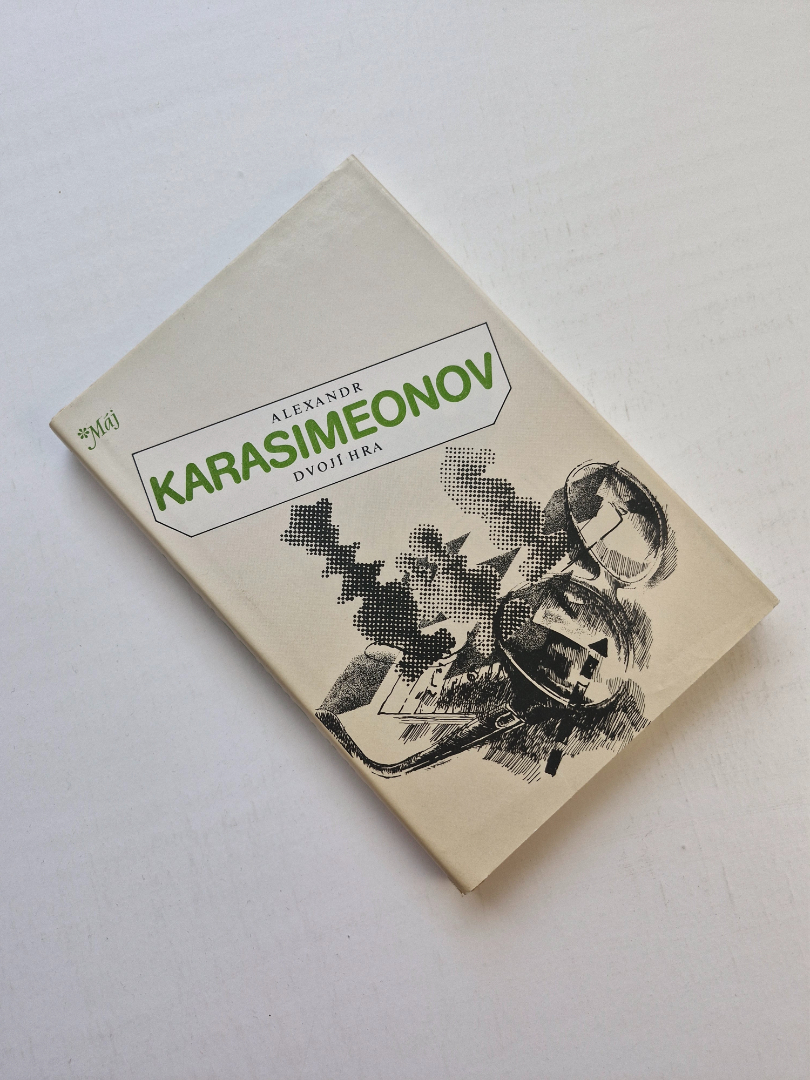 *Máj
ALEXANDR
KARASIMEONOV
DVOJÍ HRA